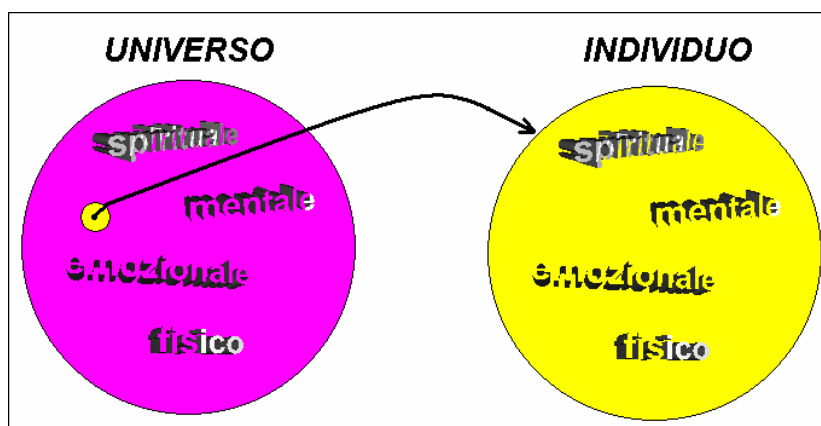 UNIVERSO
spirituale
mentale
emozionale
fisico
INDIVIDUO
spirituale
mentale
emozionale
fisico